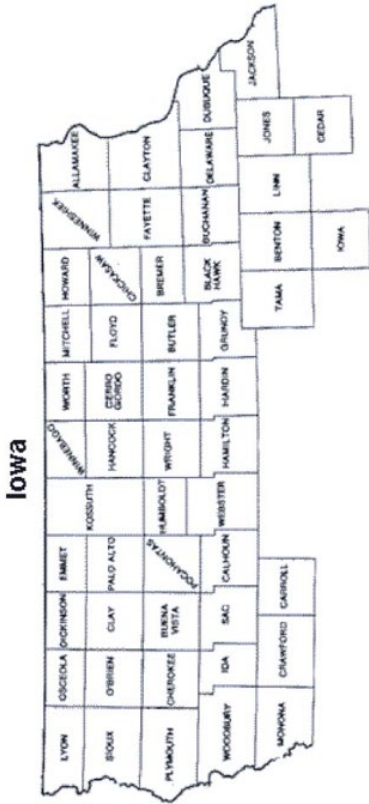 Iowa
LYON
OSCEOLA
DICKINSON
EMMET
KOSSUTH
WINNEBAGO
WORTH
MITCHELL
HOWARD
WINNESHIEK
ALLAMAKEE
SIOUX
O'BRIEN
CLAY
PALO ALTO
HANCOCK
CERRO
GORDO
FLOYD
CHICKASAW
PLYMOUTH
CHEROKEE
BUENA
VISTA
POCAHONTAS
HUMBOLDT
WRIGHT
FRANKLIN
BUTLER
BREMER
FAYETTE
CLAYTON
WOODBURY
IDA
SAC
CALHOUN
WEBSTER
HAMILTON
HARDIN
GRUNDY
BLACK
HAWK
BUCHANAN
DELAWARE
DUBUQUE
MONONA
CRAWFORD
CARROLL
TAMA
BENTON
LINN
JONES
JACKSON
IOWA
CEDAR